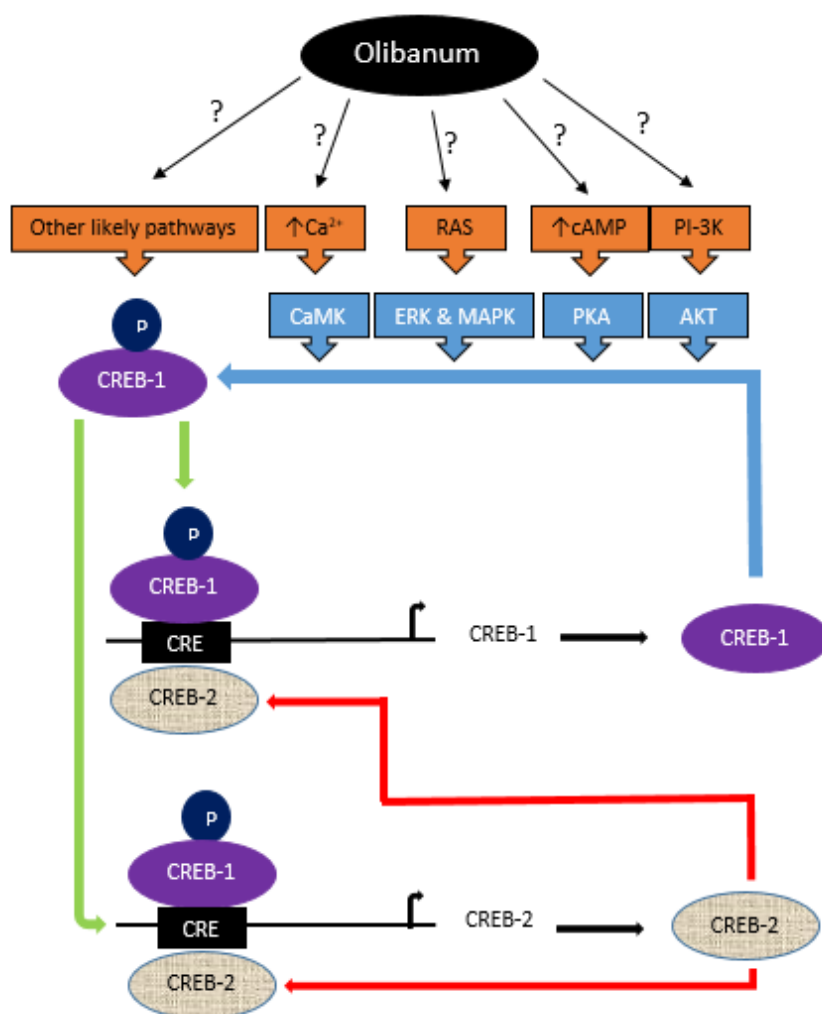 Olibanum
?
?
?
?
?
Other likely pathways
↑Ca²⁺
RAS
↑cAMP
PI-3K
P
CaMK
ERK & MAPK
PKA
AKT
CREB-1
P
CREB-1
CRE
CREB-1
CREB-1
CREB-2
P
CREB-1
CRE
CREB-2
CREB-2
CREB-2